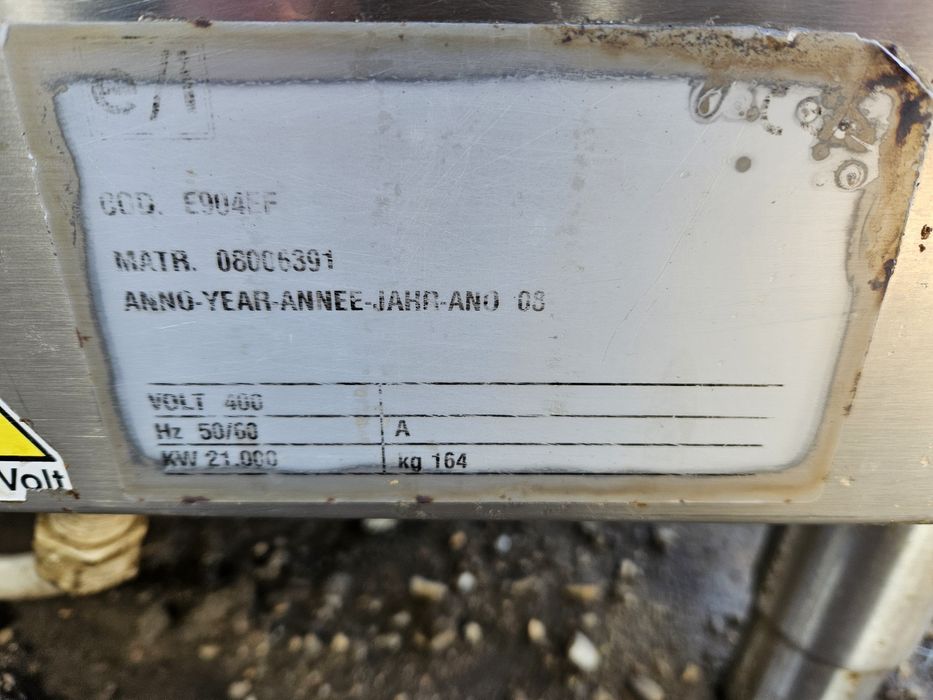 COD. E904EF
MATR. 08006391
ANNO-YEAR-ANNEE-JAHR-ANO 08
VOLT 400
Hz 50/60
A
KW 21.000
kg 164
Volt